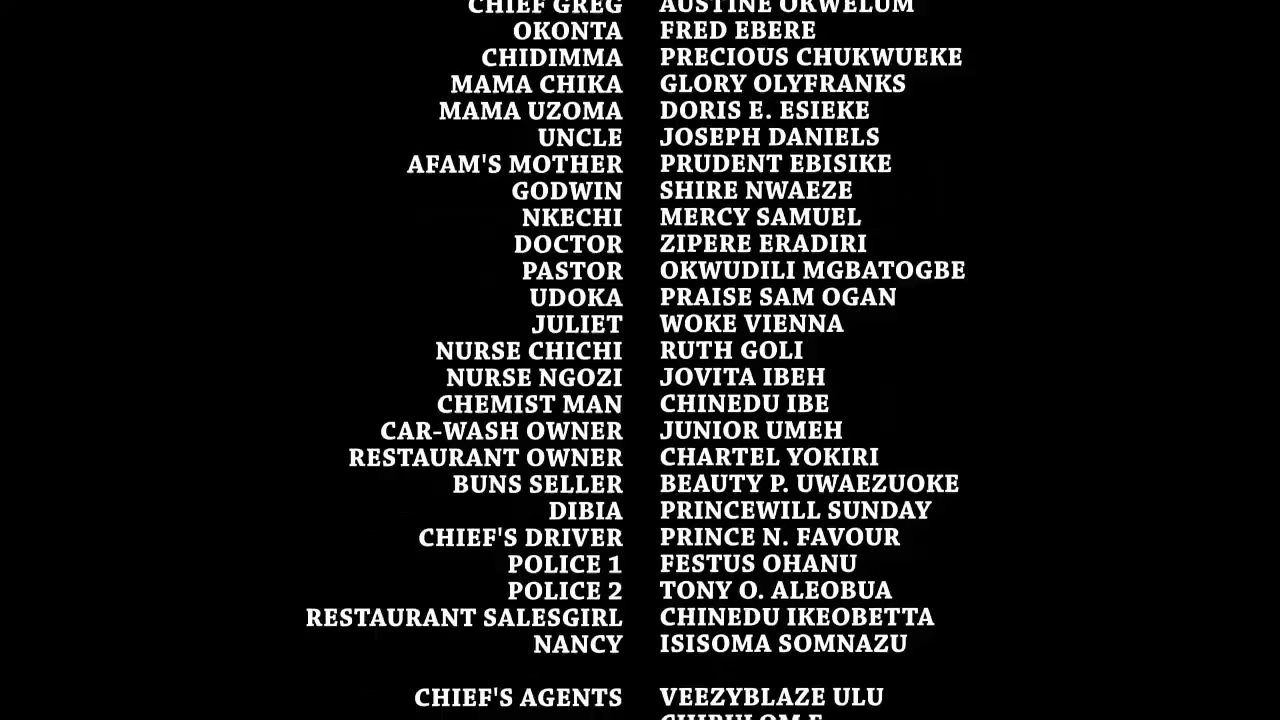 CHIEF GREG AUSTINE OKWELUM
OKONTA FRED EBERE
CHIDIMMA PRECIOUS CHUKWUEKE
MAMA CHIKA GLORY OLYFRANKS
MAMA UZOMA DORIS E. ESIEKE
UNCLE JOSEPH DANIELS
AFAM'S MOTHER PRUDENT EBISIKE
GODWIN SHIRE NWAEZE
NKECHI MERCY SAMUEL
DOCTOR ZIPERE ERADIRI
PASTOR OKWUDILI MGBATOGBE
UDOKA PRAISE SAM OGAN
JULIET WOKE VIENNA
NURSE CHICHI RUTH GOLI
NURSE NGOZI JOVITA IBEH
CHEMIST MAN CHINEDU IBE
CAR-WASH OWNER JUNIOR UMEH
RESTAURANT OWNER CHARTEL YOKIRI
BUNS SELLER BEAUTY P. UWAEZUOKE
DIBIA PRINCEWILL SUNDAY
CHIEF'S DRIVER PRINCE N. FAVOUR
POLICE 1 FESTUS OHANU
POLICE 2 TONY O. ALEOBUA
RESTAURANT SALESGIRL CHINEDU IKEOBETTA
NANCY ISISOMA SOMNAZU
CHIEF'S AGENTS VEEZYBLAZE ULU